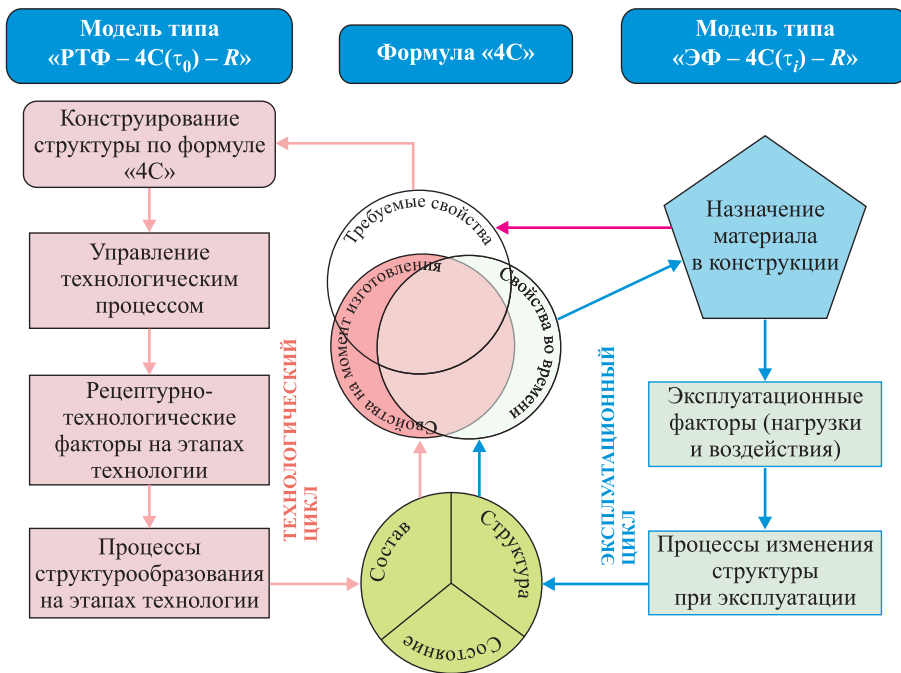 Модель типа
«РТФ – 4С(τ₀) – R»
Формула «4С»
Модель типа
«ЭФ – 4С(τᵢ) – R»
Конструирование
структуры по формуле
«4С»
Управление
технологическим
процессом
Рецептурно-
технологические
факторы на этапах
технологии
Процессы
структурообразования
на этапах технологии
ТЕХНОЛОГИЧЕСКИЙ
ЦИКЛ
Требуемые свойства
Свойства на момент изготовления
Свойства во времени
Состав
Структура
Состояние
ЭКСПЛУАТАЦИОННЫЙ
ЦИКЛ
Назначение
материала
в конструкции
Эксплуатационные
факторы (нагрузки
и воздействия)
Процессы изменения
структуры
при эксплуатации